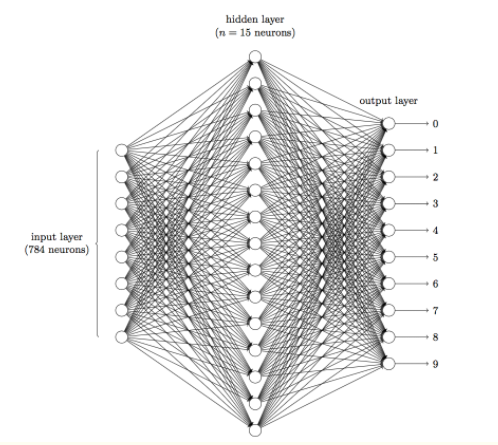 hidden layer
(n = 15 neurons)
output layer
0
1
2
3
input layer
(784 neurons)
4
5
6
7
8
9